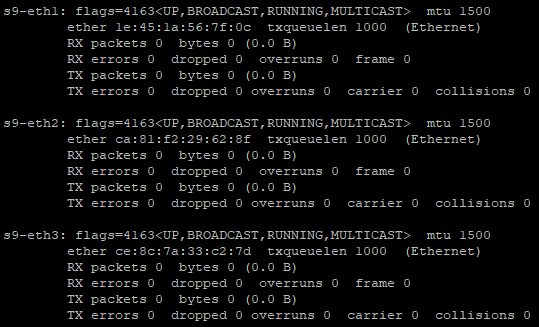 s9-eth1: flags=4163<UP,BROADCAST,RUNNING,MULTICAST>  mtu 1500
        ether 1e:45:1a:56:7f:0c  txqueuelen 1000  (Ethernet)
        RX packets 0  bytes 0 (0.0 B)
        RX errors 0  dropped 0  overruns 0  frame 0
        TX packets 0  bytes 0 (0.0 B)
        TX errors 0  dropped 0 overruns 0  carrier 0  collisions 0

s9-eth2: flags=4163<UP,BROADCAST,RUNNING,MULTICAST>  mtu 1500
        ether ca:81:f2:29:62:8f  txqueuelen 1000  (Ethernet)
        RX packets 0  bytes 0 (0.0 B)
        RX errors 0  dropped 0  overruns 0  frame 0
        TX packets 0  bytes 0 (0.0 B)
        TX errors 0  dropped 0 overruns 0  carrier 0  collisions 0

s9-eth3: flags=4163<UP,BROADCAST,RUNNING,MULTICAST>  mtu 1500
        ether ce:8c:7a:33:c2:7d  txqueuelen 1000  (Ethernet)
        RX packets 0  bytes 0 (0.0 B)
        RX errors 0  dropped 0  overruns 0  frame 0
        TX packets 0  bytes 0 (0.0 B)
        TX errors 0  dropped 0 overruns 0  carrier 0  collisions 0